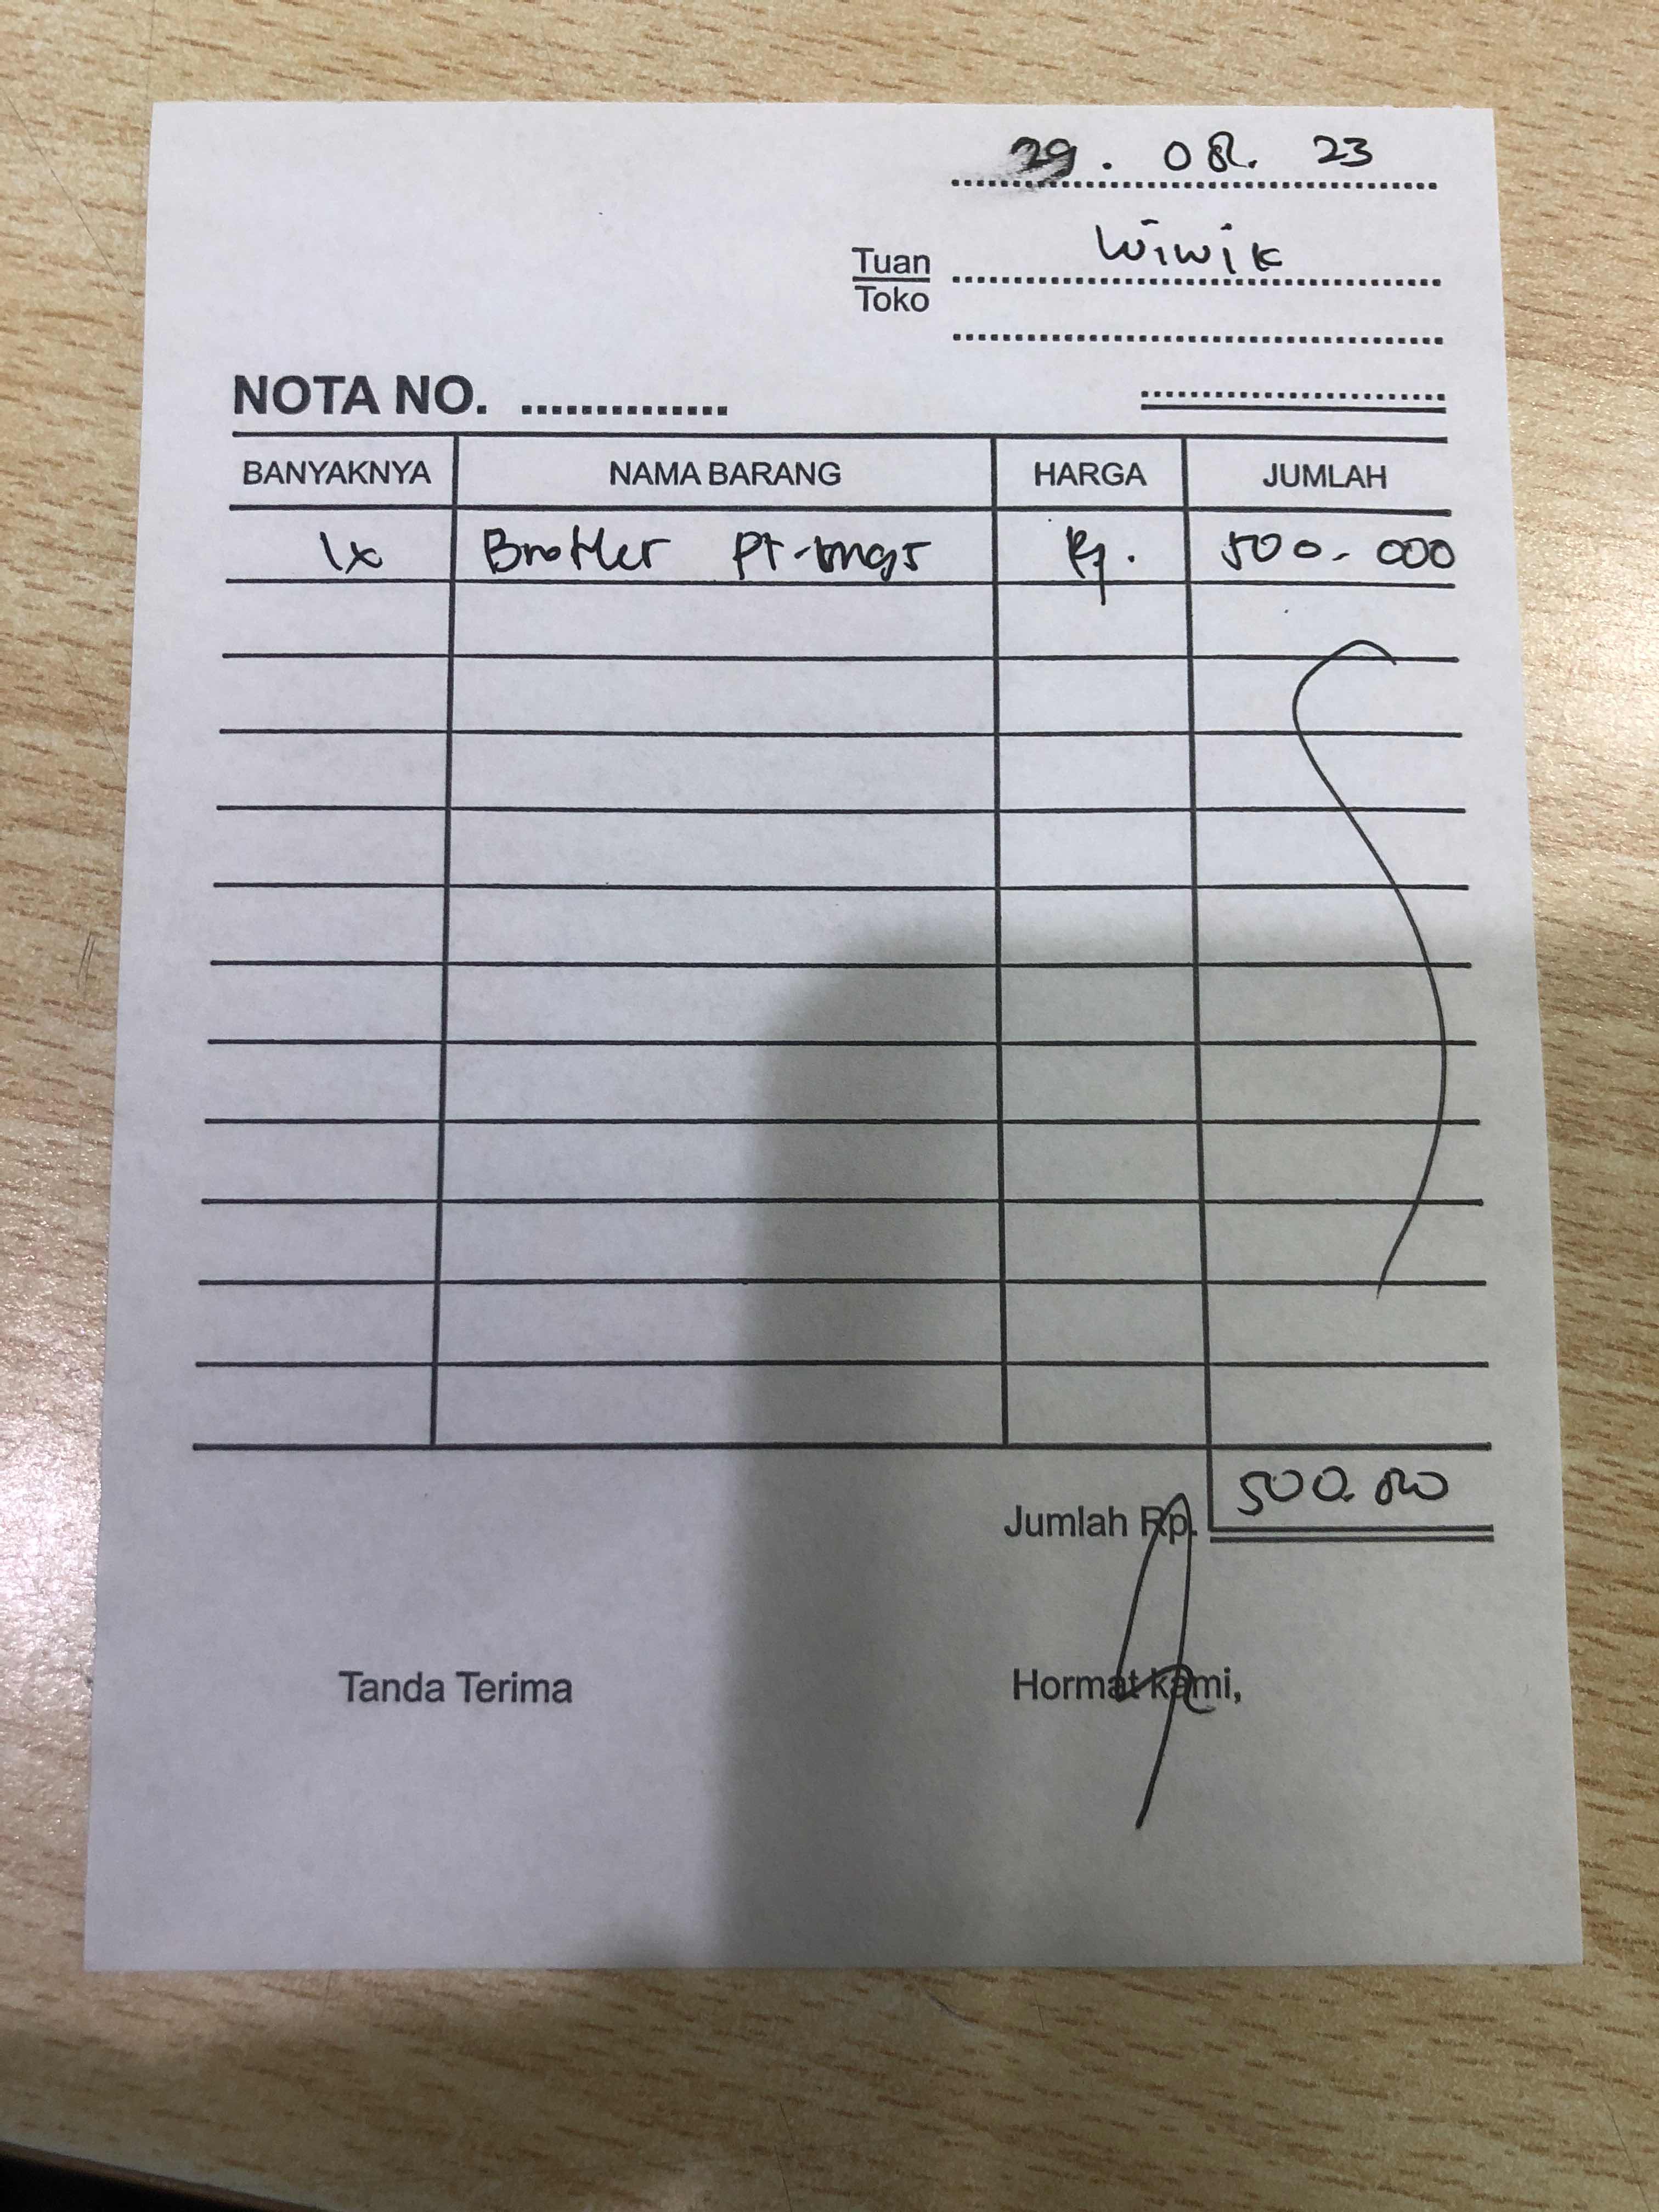 29. 08. 23
Tuan Wiwik
Toko
NOTA NO. ..............
BANYAKNYA NAMA BARANG HARGA JUMLAH
1x Brother Rp. 500.000
500.000
Jumlah Rp.
Tanda Terima Hormat kami,